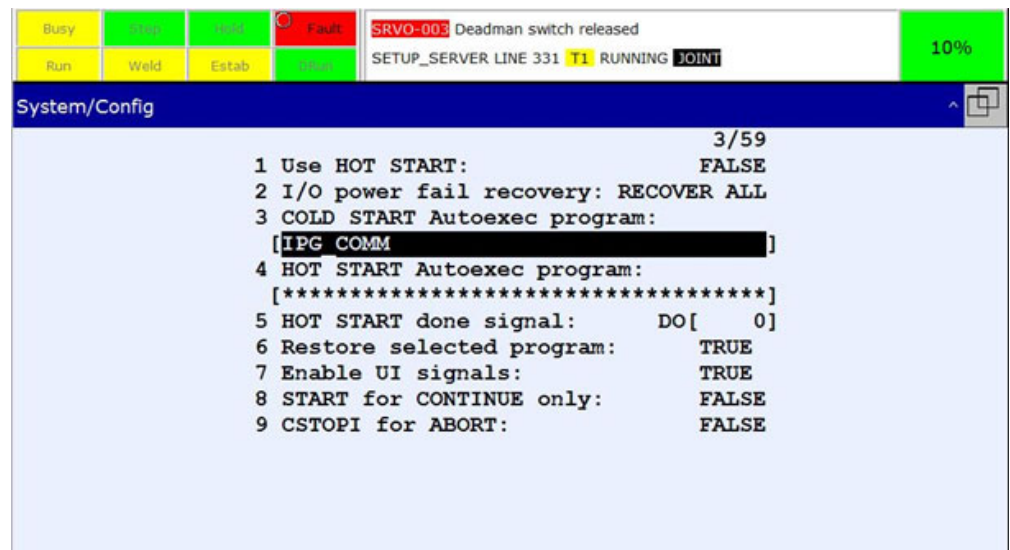 Busy Step Hold Fault
Run Weld Estab DRun
SRVO-003 Deadman switch released
SETUP_SERVER LINE 331 T1 RUNNING JOINT
10%
System/Config
3/59
1 Use HOT START: FALSE
2 I/O power fail recovery: RECOVER ALL
3 COLD START Autoexec program:
[IPG_COMM ]
4 HOT START Autoexec program:
[************************************]
5 HOT START done signal: DO[ 0]
6 Restore selected program: TRUE
7 Enable UI signals: TRUE
8 START for CONTINUE only: FALSE
9 CSTOPI for ABORT: FALSE